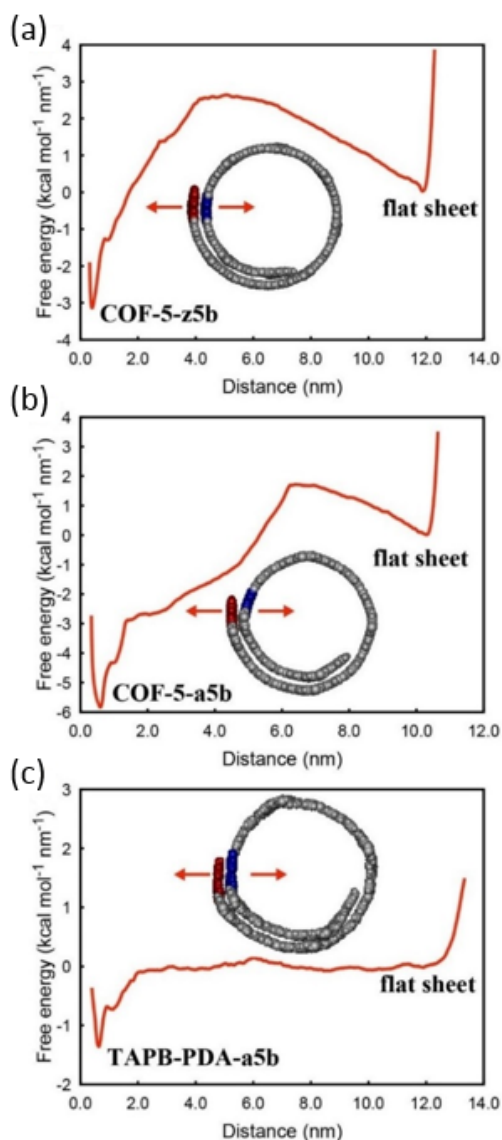 (a)
Free energy (kcal mol⁻¹ nm⁻¹)
4
3
2
1
0
-1
-2
-3
-4
flat sheet
COF-5-z5b
0.0 2.0 4.0 6.0 8.0 10.0 12.0 14.0
Distance (nm)
(b)
Free energy (kcal mol⁻¹ nm⁻¹)
4
3
2
1
0
-1
-2
-3
-4
-5
-6
flat sheet
COF-5-a5b
0.0 2.0 4.0 6.0 8.0 10.0 12.0
Distance (nm)
(c)
Free energy (kcal mol⁻¹ nm⁻¹)
3
2
1
0
-1
-2
flat sheet
TAPB-PDA-a5b
0.0 2.0 4.0 6.0 8.0 10.0 12.0 14.0
Distance (nm)